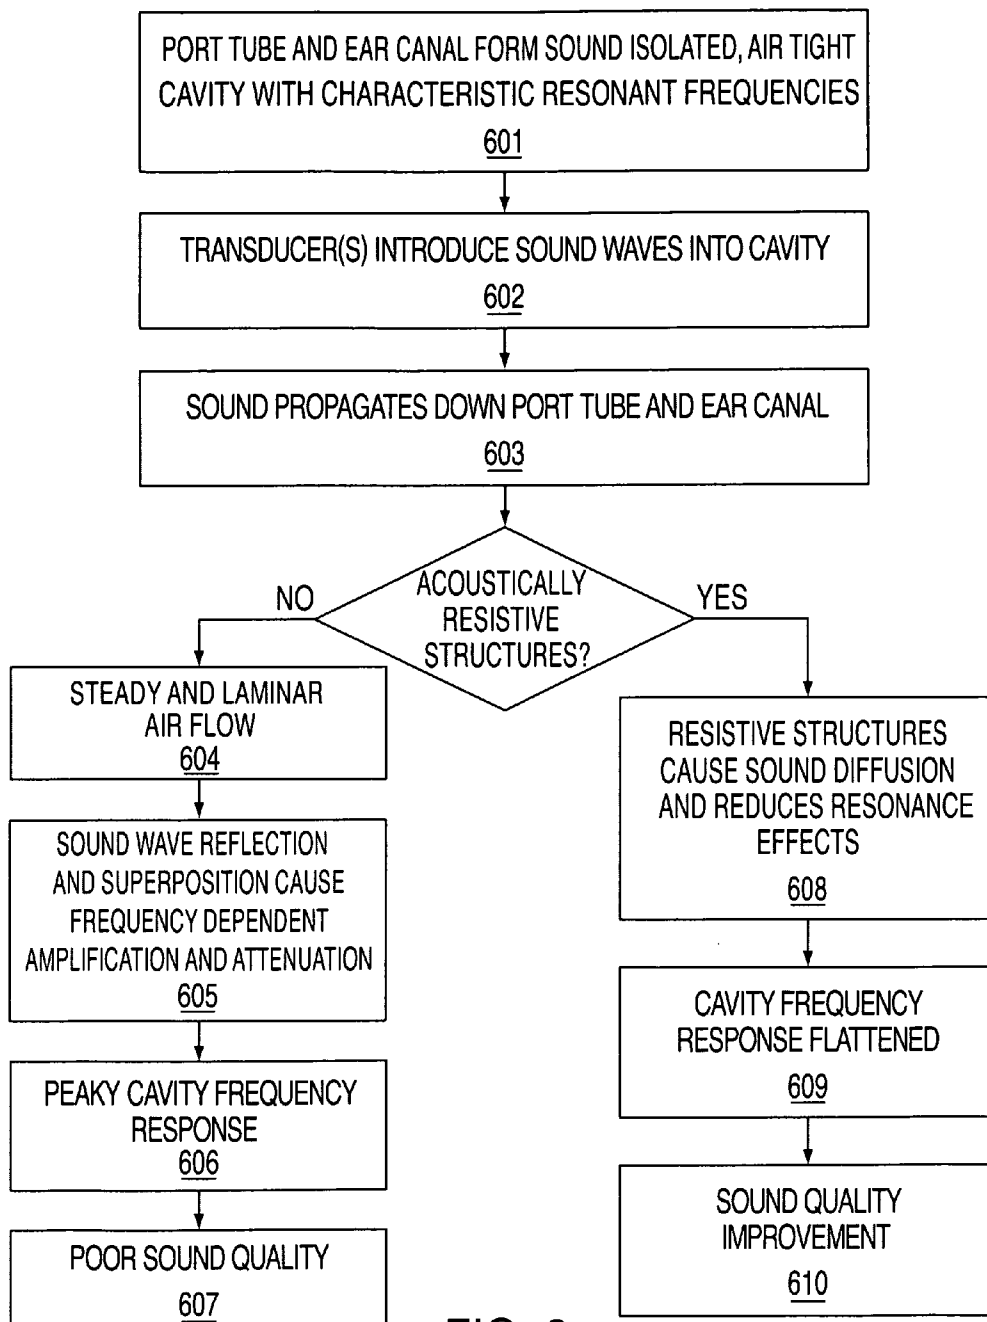 PORT TUBE AND EAR CANAL FORM SOUND ISOLATED, AIR TIGHT
CAVITY WITH CHARACTERISTIC RESONANT FREQUENCIES
601
TRANSDUCER(S) INTRODUCE SOUND WAVES INTO CAVITY
602
SOUND PROPAGATES DOWN PORT TUBE AND EAR CANAL
603
ACOUSTICALLY
RESISTIVE
STRUCTURES?
NO
STEADY AND LAMINAR
AIR FLOW
604
SOUND WAVE REFLECTION
AND SUPERPOSITION CAUSE
FREQUENCY DEPENDENT
AMPLIFICATION AND ATTENUATION
605
PEAKY CAVITY FREQUENCY
RESPONSE
606
POOR SOUND QUALITY
607
YES
RESISTIVE STRUCTURES
CAUSE SOUND DIFFUSION
AND REDUCES RESONANCE
EFFECTS
608
CAVITY FREQUENCY
RESPONSE FLATTENED
609
SOUND QUALITY
IMPROVEMENT
610